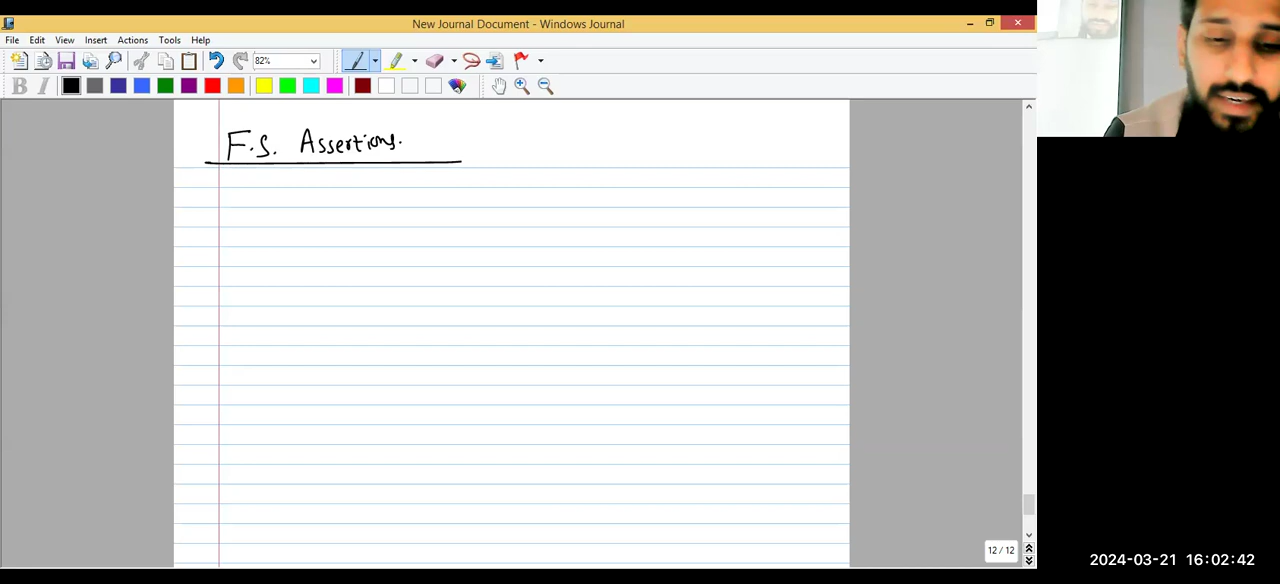 New Journal Document - Windows Journal
File Edit View Insert Actions Tools Help
82%
B I
F.S. Assertions.
12 / 12
2024-03-21 16:02:42